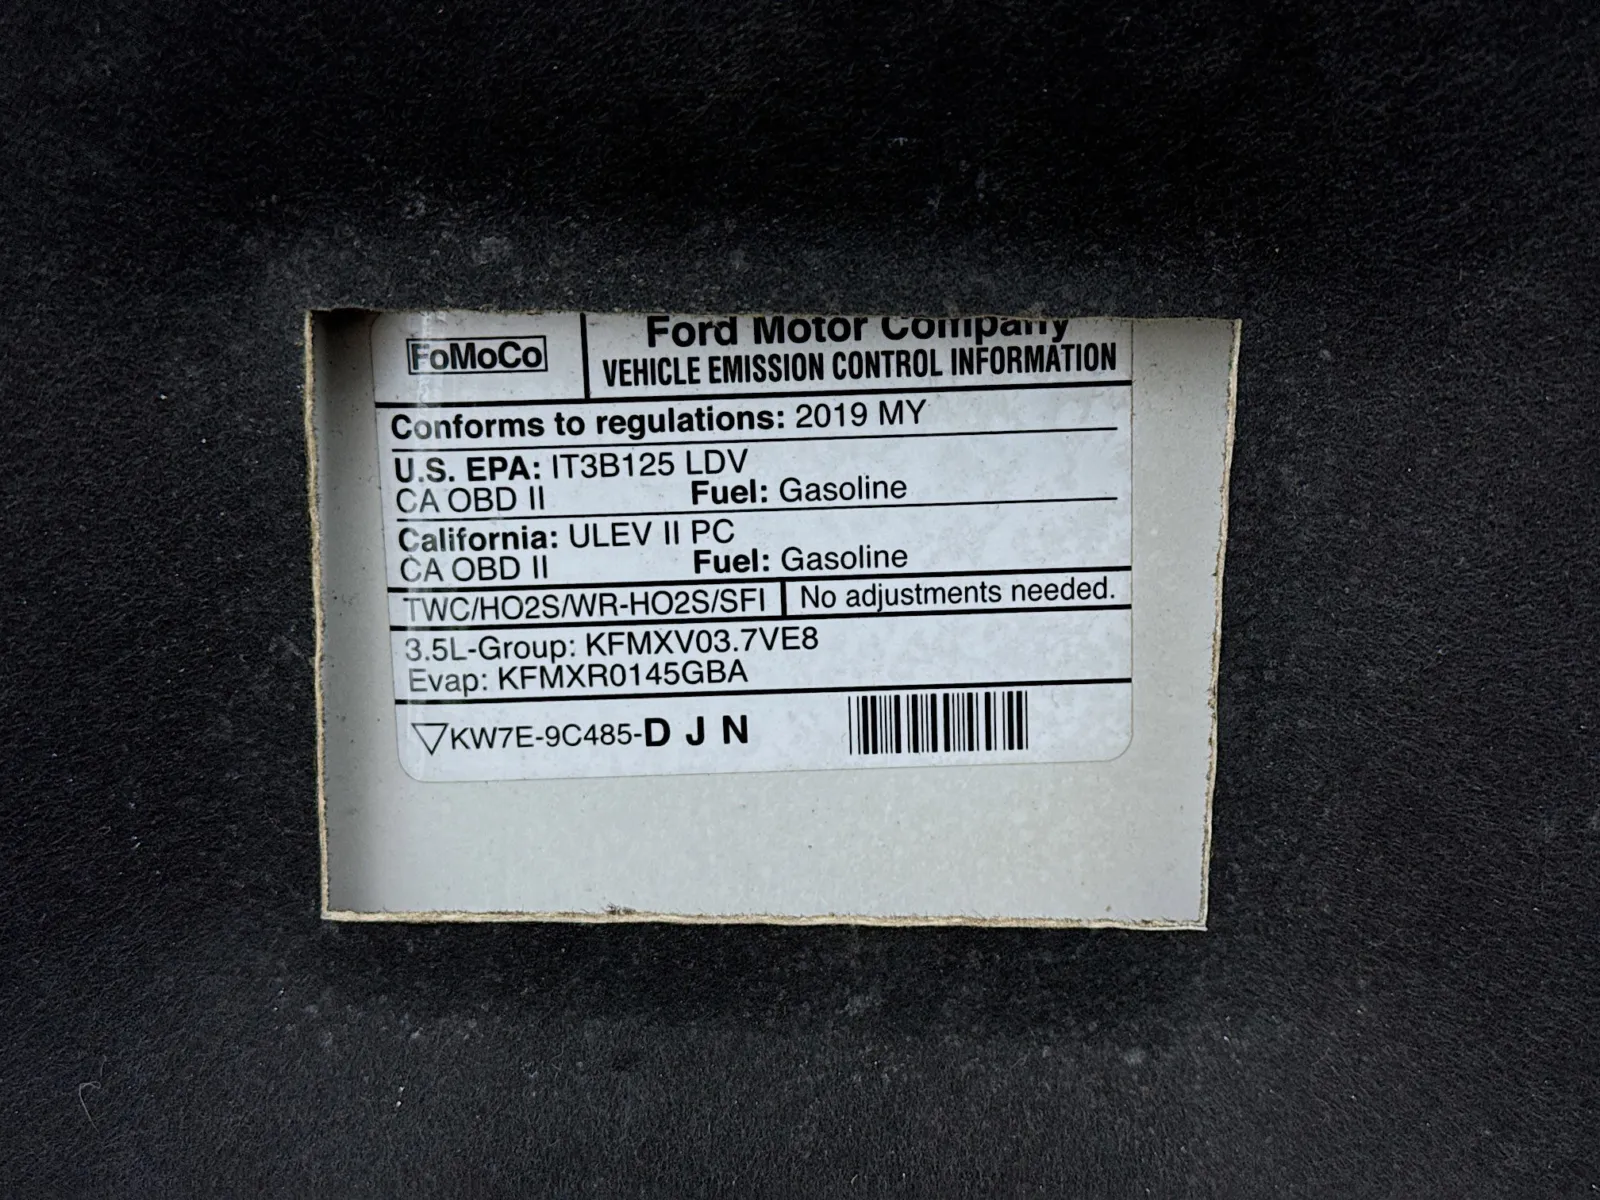 FoMoCo
Ford Motor Company
VEHICLE EMISSION CONTROL INFORMATION
Conforms to regulations: 2019 MY
U.S. EPA: IT3B125 LDV
CA OBD II Fuel: Gasoline
California: ULEV II PC
CA OBD II Fuel: Gasoline
TWC/HO2S/WR-HO2S/SFI No adjustments needed.
3.5L-Group: KFMXV03.7VE8
Evap: KFMXR0145GBA
KW7E-9C485-D J N